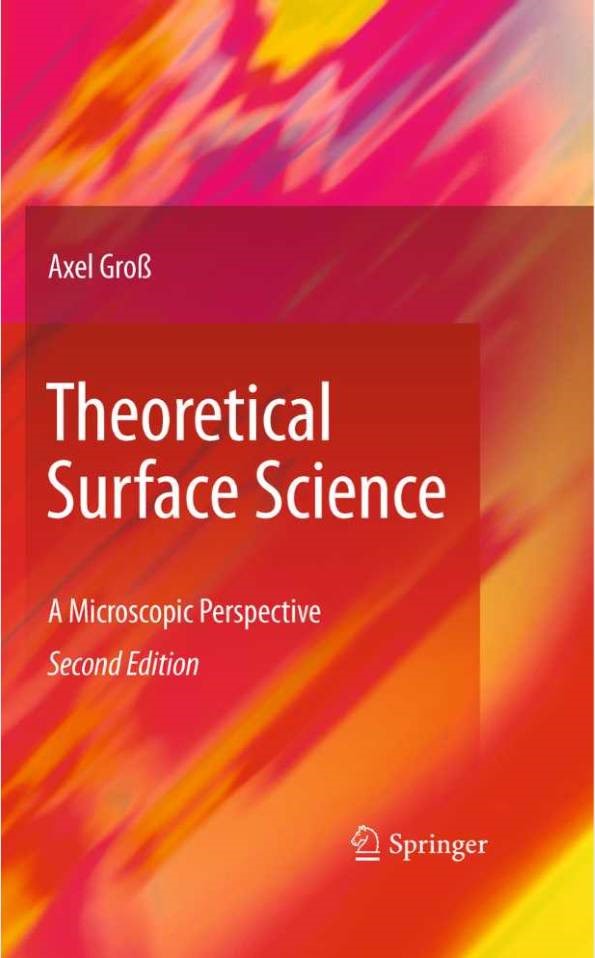 Axel Groß
Theoretical
Surface Science
A Microscopic Perspective
Second Edition
Springer